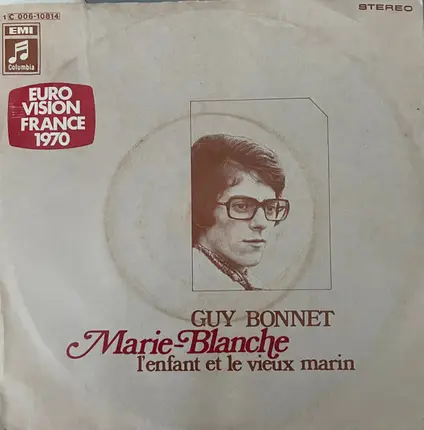 1 C 006-10814
STEREO
EMI
Columbia
EURO
VISION
FRANCE
1970
GUY BONNET
Marie-Blanche
l'enfant et le vieux marin